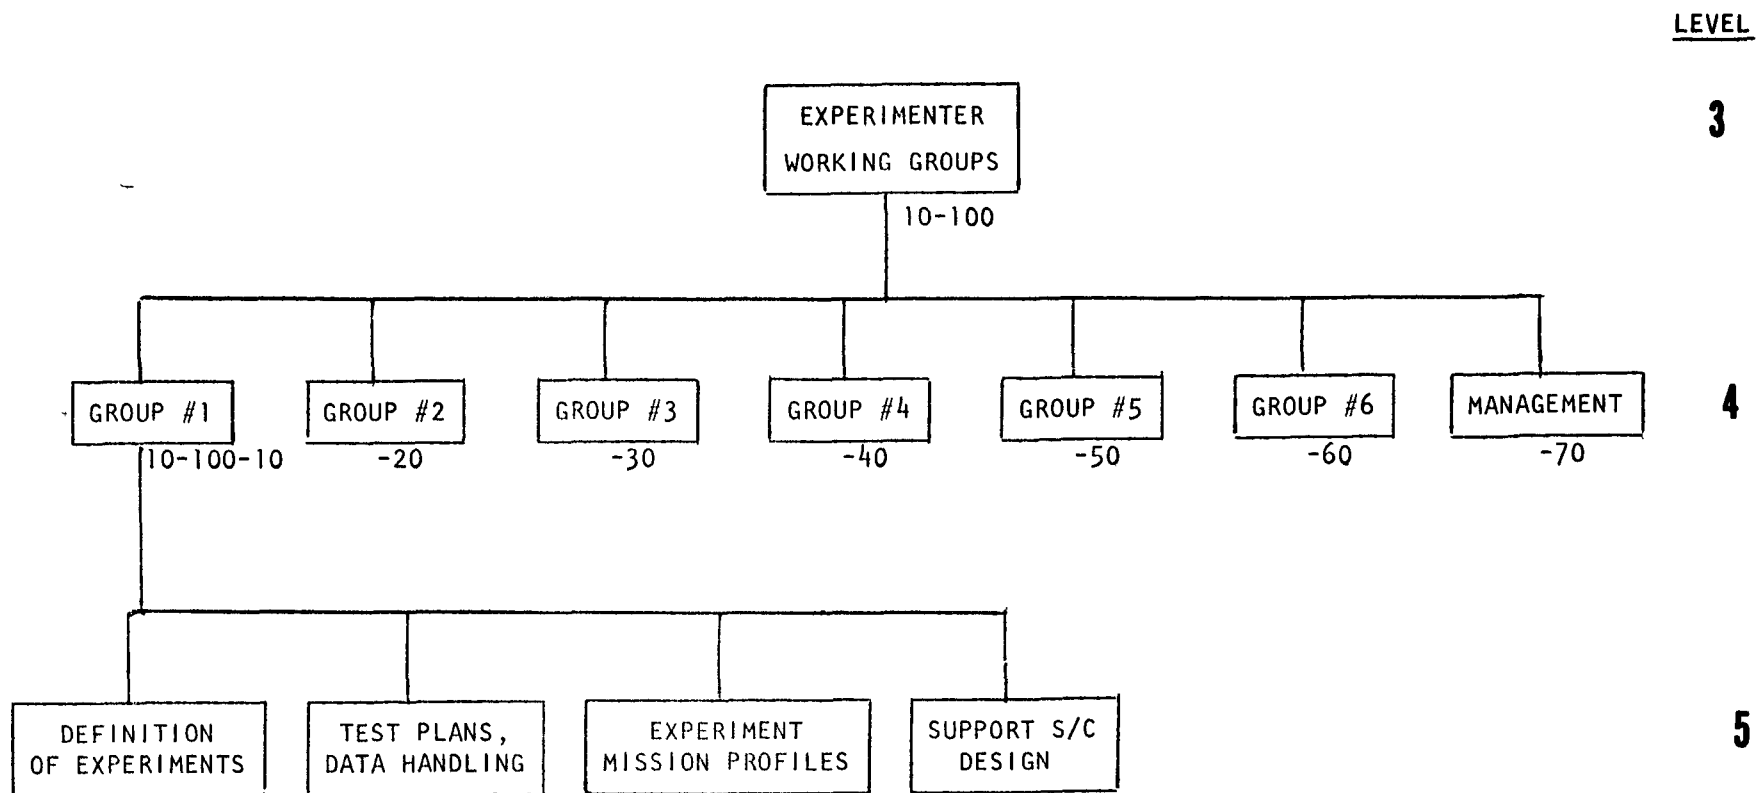 LEVEL
EXPERIMENTER
WORKING GROUPS
3
10-100
GROUP #1
GROUP #2
GROUP #3
GROUP #4
GROUP #5
GROUP #6
MANAGEMENT
4
10-100-10
-20
-30
-40
-50
-60
-70
DEFINITION
OF EXPERIMENTS
TEST PLANS,
DATA HANDLING
EXPERIMENT
MISSION PROFILES
SUPPORT S/C
DESIGN
5